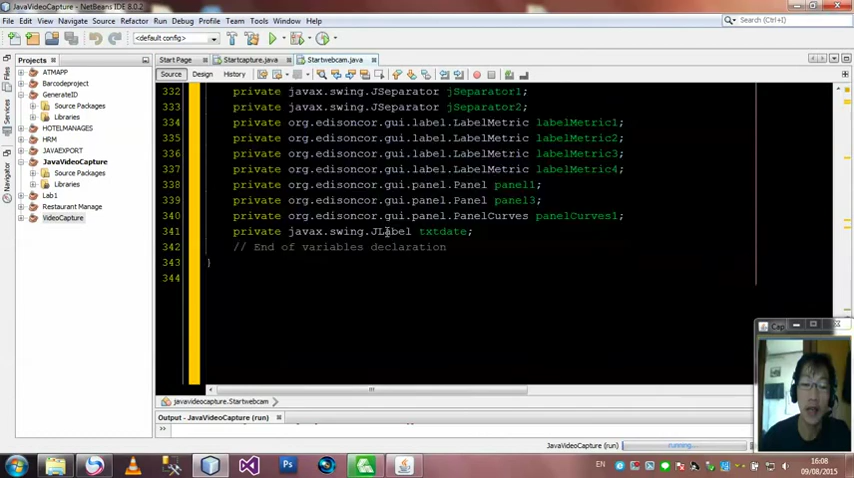 JavaVideoCapture - NetBeans IDE 8.0.2
File Edit View Navigate Source Refactor Run Debug Profile Team Tools Window Help
Search (Ctrl+I)
<default config>
Projects
Start Page
Startcapture.java
Startwebcam.java
Source Design History
Files
Services
Navigator
ATMAPP
Barcodeproject
GenerateID
Source Packages
Libraries
HOTELMANAGES
HRM
JAVAEXPORT
JavaVideoCapture
Source Packages
Libraries
Lab1
Restaurant Manage
VideoCapture
332 private javax.swing.JSeparator jSeparator1;
333 private javax.swing.JSeparator jSeparator2;
334 private org.edisoncor.gui.label.LabelMetric labelMetric1;
335 private org.edisoncor.gui.label.LabelMetric labelMetric2;
336 private org.edisoncor.gui.label.LabelMetric labelMetric3;
337 private org.edisoncor.gui.label.LabelMetric labelMetric4;
338 private org.edisoncor.gui.panel.Panel panel1;
339 private org.edisoncor.gui.panel.Panel panel3;
340 private org.edisoncor.gui.panel.PanelCurves panelCurves1;
341 private javax.swing.JLabel txtdate;
342 // End of variables declaration
343 }
344
Cap
javavideocapture.Startwebcam
Output - JavaVideoCapture (run)
JavaVideoCapture (run)
running...
Ps
EN
16:08
09/08/2015